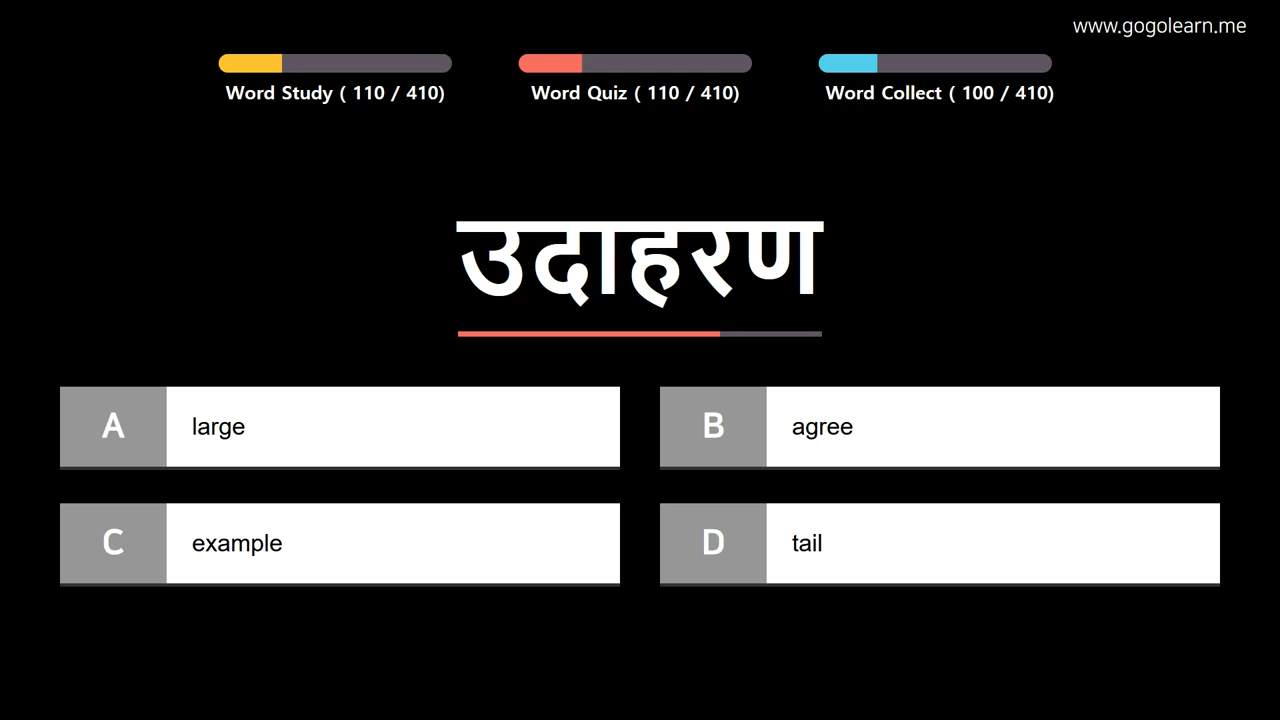 www.gogolearn.me
Word Study ( 110 / 410)
Word Quiz ( 110 / 410)
Word Collect ( 100 / 410)
उदाहरण
A large
B agree
C example
D tail